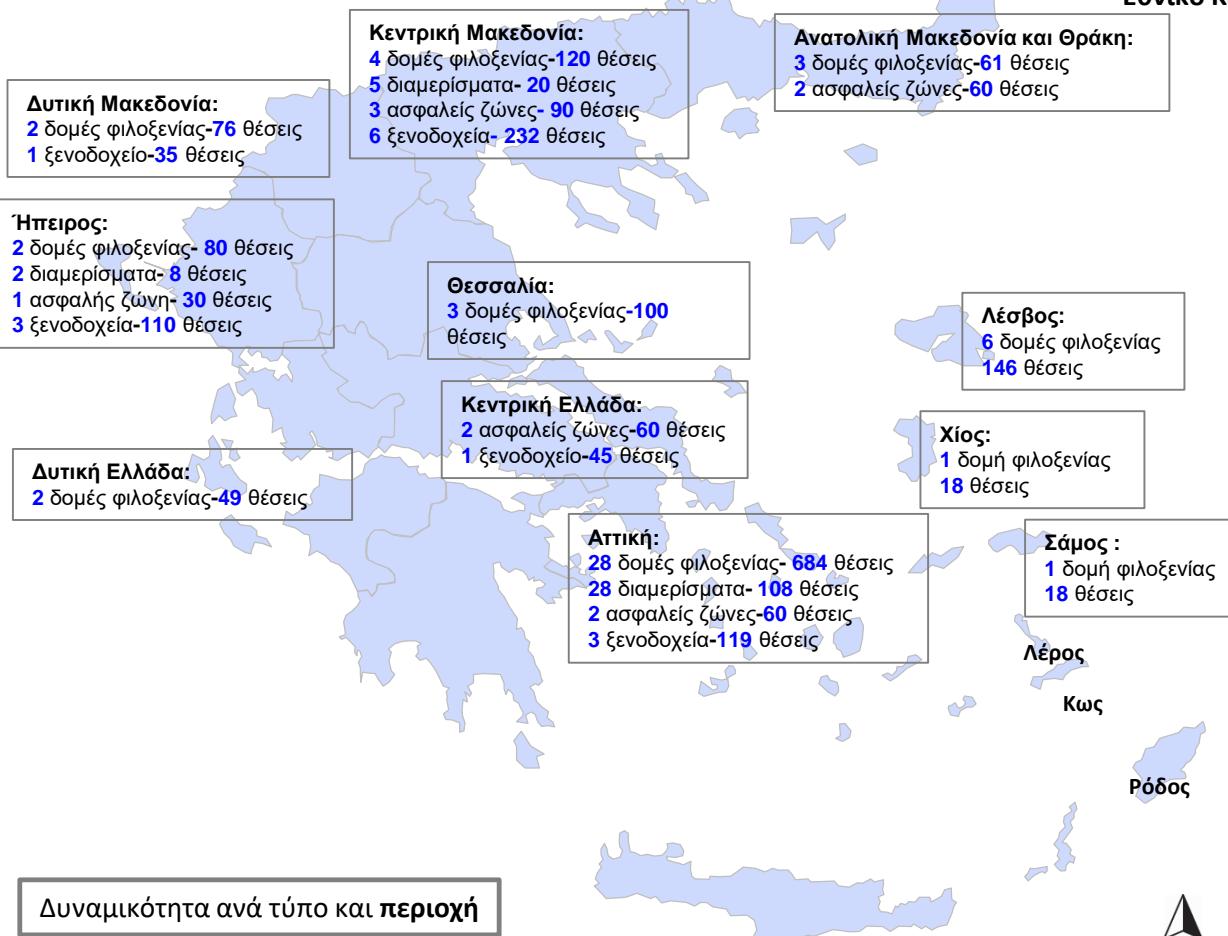 Κεντρική Μακεδονία:
4 δομές φιλοξενίας-120 θέσεις
5 διαμερίσματα- 20 θέσεις
3 ασφαλείς ζώνες- 90 θέσεις
6 ξενοδοχεία- 232 θέσεις
Ανατολική Μακεδονία και Θράκη:
3 δομές φιλοξενίας-61 θέσεις
2 ασφαλείς ζώνες-60 θέσεις
Δυτική Μακεδονία:
2 δομές φιλοξενίας-76 θέσεις
1 ξενοδοχείο-35 θέσεις
Ήπειρος:
2 δομές φιλοξενίας- 80 θέσεις
2 διαμερίσματα- 8 θέσεις
1 ασφαλής ζώνη- 30 θέσεις
3 ξενοδοχεία-110 θέσεις
Θεσσαλία:
3 δομές φιλοξενίας-100
θέσεις
Λέσβος:
6 δομές φιλοξενίας
146 θέσεις
Κεντρική Ελλάδα:
2 ασφαλείς ζώνες-60 θέσεις
1 ξενοδοχείο-45 θέσεις
Χίος:
1 δομή φιλοξενίας
18 θέσεις
Δυτική Ελλάδα:
2 δομές φιλοξενίας-49 θέσεις
Αττική:
28 δομές φιλοξενίας- 684 θέσεις
28 διαμερίσματα- 108 θέσεις
2 ασφαλείς ζώνες-60 θέσεις
3 ξενοδοχεία-119 θέσεις
Σάμος :
1 δομή φιλοξενίας
18 θέσεις
Λέρος
Κως
Ρόδος
Δυναμικότητα ανά τύπο και περιοχή